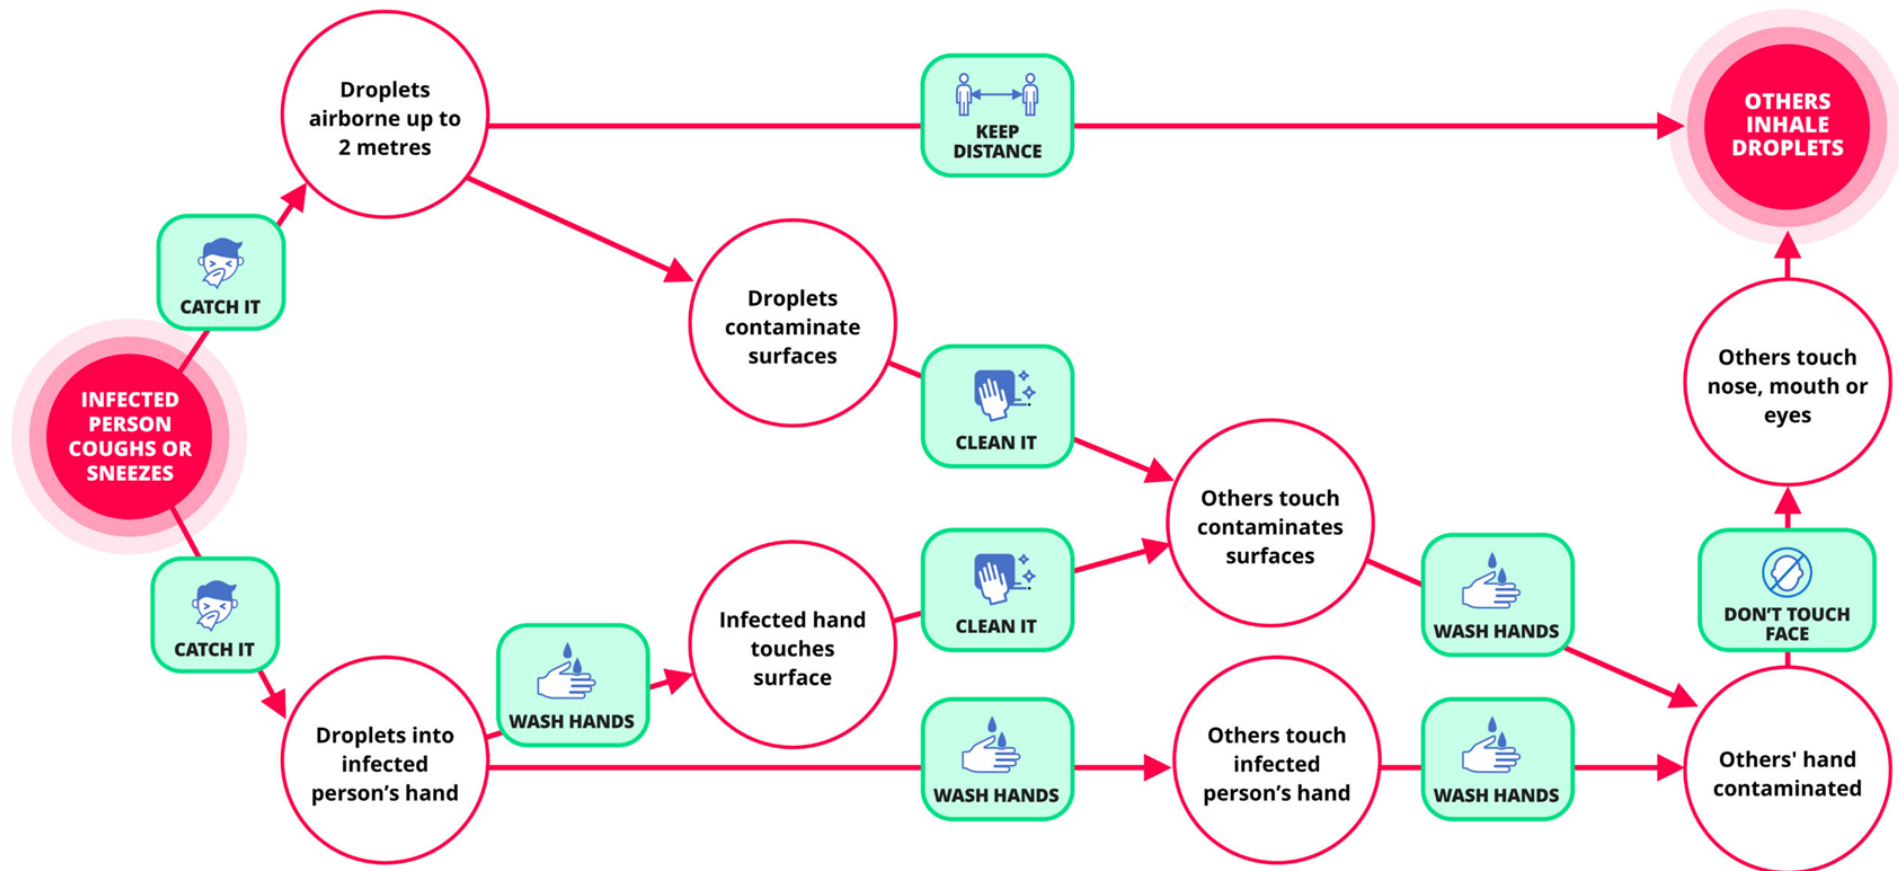 Droplets
airborne up to
2 metres
KEEP
DISTANCE
OTHERS
INHALE
DROPLETS
CATCH IT
Droplets
contaminate
surfaces
INFECTED
PERSON
COUGHS OR
SNEEZES
CLEAN IT
Others touch
nose, mouth or
eyes
Others touch
contaminates
surfaces
CATCH IT
Infected hand
touches
surface
CLEAN IT
WASH HANDS
DON'T TOUCH
FACE
WASH HANDS
Droplets into
infected
person's hand
WASH HANDS
Others touch
infected
person's hand
WASH HANDS
Others' hand
contaminated